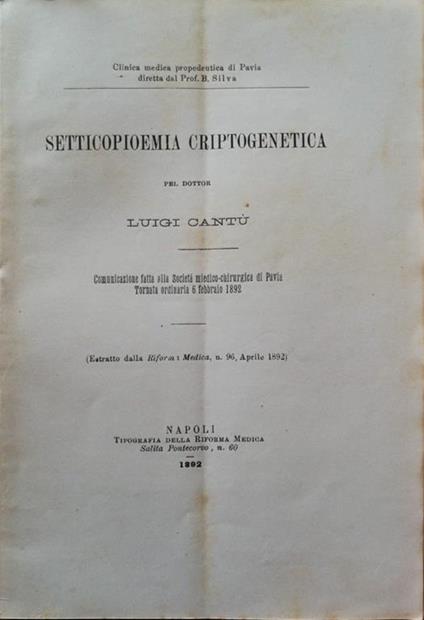 Clinica medica propedeutica di Pavia
diretta dal Prof. B. Silva
SETTICOPIOEMIA CRIPTOGENETICA
PEL DOTTOR
LUIGI CANTÙ
Comunicazione fatta alla Società medico-chirurgica di Pavia
Tornata ordinaria 6 febbraio 1892
(Estratto dalla Riforma Medica, n. 96, Aprile 1892)
NAPOLI
TIPOGRAFIA DELLA RIFORMA MEDICA
Salita Pontecorvo, n. 60
1892